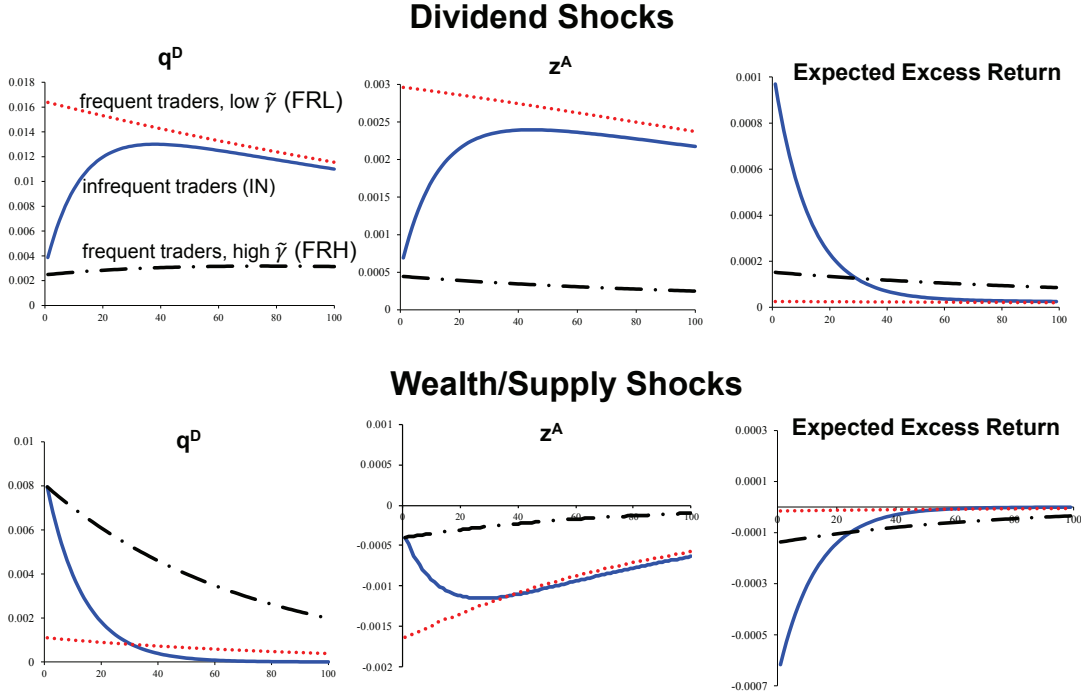 Dividend Shocks
q^D
0.018
0.016
0.014
0.012
0.01
0.008
0.006
0.004
0.002
0
frequent traders, low γ̃ (FRL)
infrequent traders (IN)
frequent traders, high γ̃ (FRH)
0 20 40 60 80 100
z^A
0.003
0.0025
0.002
0.0015
0.001
0.0005
0
0 20 40 60 80 100
Expected Excess Return
0.001
0.0008
0.0006
0.0004
0.0002
0
0 20 40 60 80 100
Wealth/Supply Shocks
q^D
0.01
0.008
0.006
0.004
0.002
0
0 20 40 60 80 100
z^A
0.001
0.0005
0
-0.0005
-0.001
-0.0015
-0.002
0 20 40 60 80 100
Expected Excess Return
0.0003
0.0001
-0.0001
-0.0003
-0.0005
-0.0007
0 20 40 60 80 100